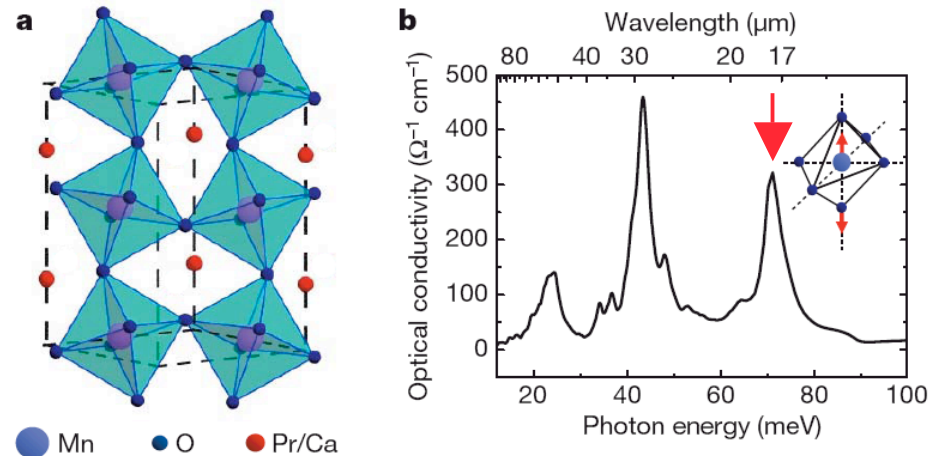 a
Mn O Pr/Ca
b
Wavelength (µm)
80 40 30 20 17
Optical conductivity (Ω⁻¹ cm⁻¹)
500
400
300
200
100
0
20 40 60 80 100
Photon energy (meV)